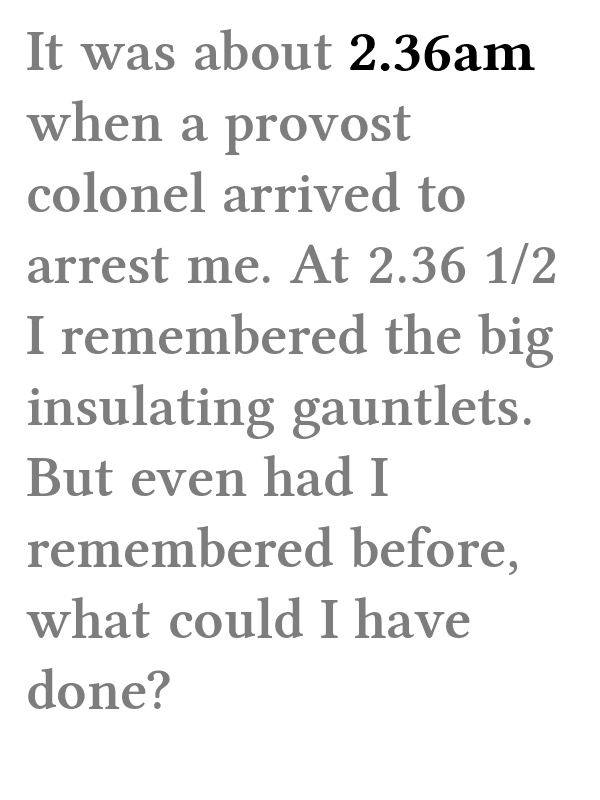 It was about 2.36am
when a provost
colonel arrived to
arrest me. At 2.36 1/2
I remembered the big
insulating gauntlets.
But even had I
remembered before,
what could I have
done?